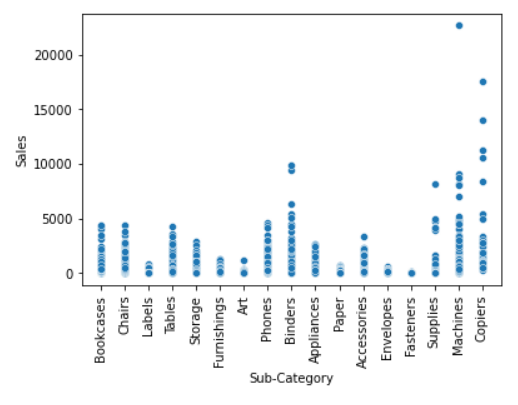 20000
15000
10000
5000
0
Sales
Bookcases
Chairs
Labels
Tables
Storage
Furnishings
Art
Phones
Binders
Appliances
Paper
Accessories
Envelopes
Fasteners
Supplies
Machines
Copiers
Sub-Category